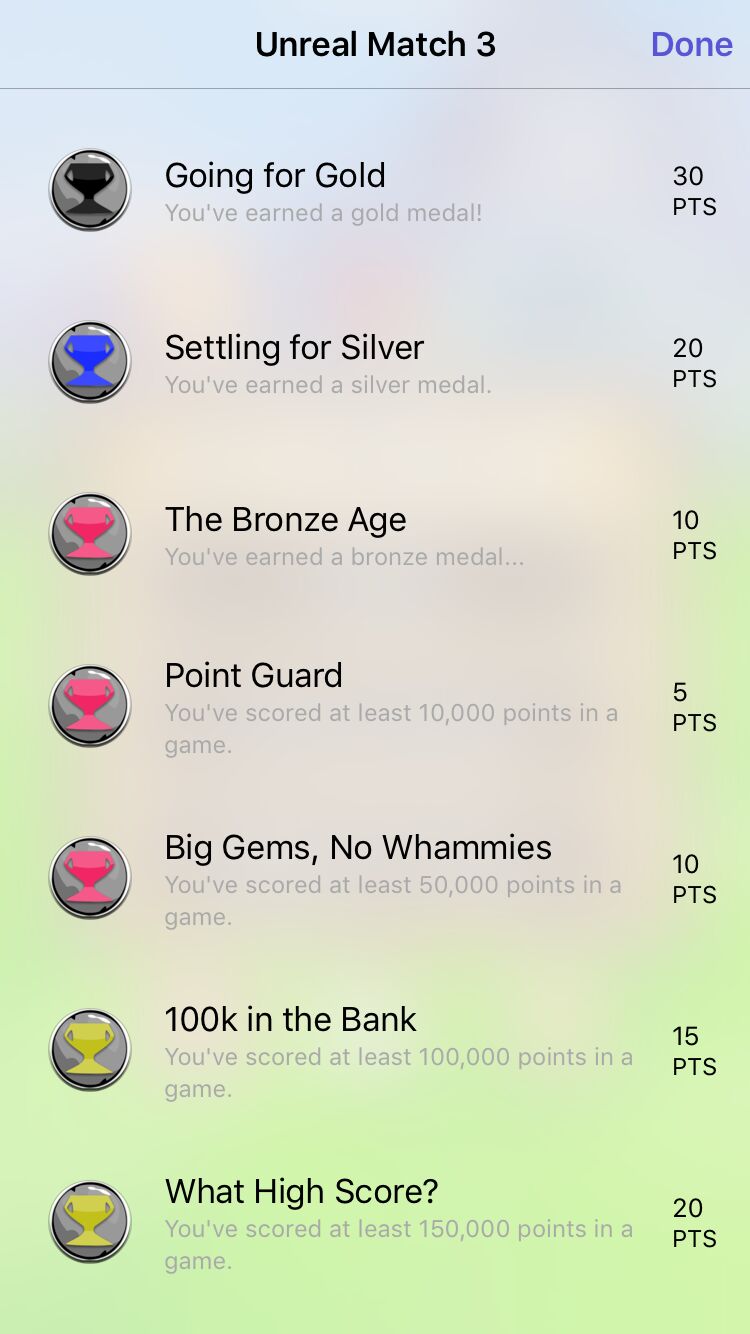 Unreal Match 3
Done
Going for Gold
You've earned a gold medal!
30
PTS
Settling for Silver
You've earned a silver medal.
20
PTS
The Bronze Age
You've earned a bronze medal...
10
PTS
Point Guard
You've scored at least 10,000 points in a
game.
5
PTS
Big Gems, No Whammies
You've scored at least 50,000 points in a
game.
10
PTS
100k in the Bank
You've scored at least 100,000 points in a
game.
15
PTS
What High Score?
You've scored at least 150,000 points in a
game.
20
PTS